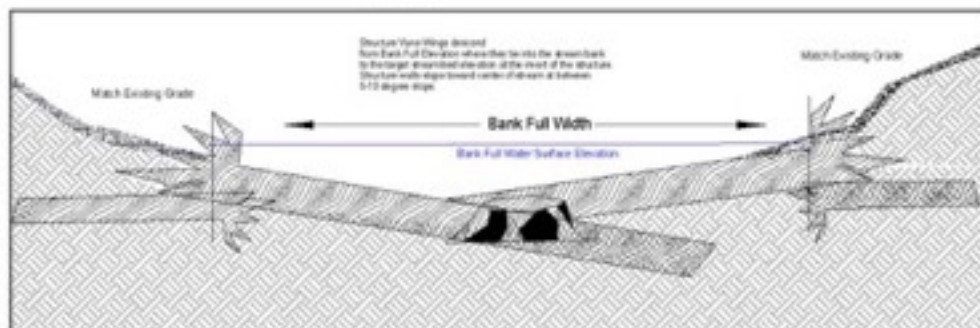 Structure Vane Wings descend
from Bank Full Elevation where they tie into the stream bank
to the target streambed elevation at the invert of the structure
Structure walls slope toward center of stream at between
5-10 degree slope.
Match Existing Grade
Match Existing Grade
Bank Full Width
Bank Full Water Surface Elevation